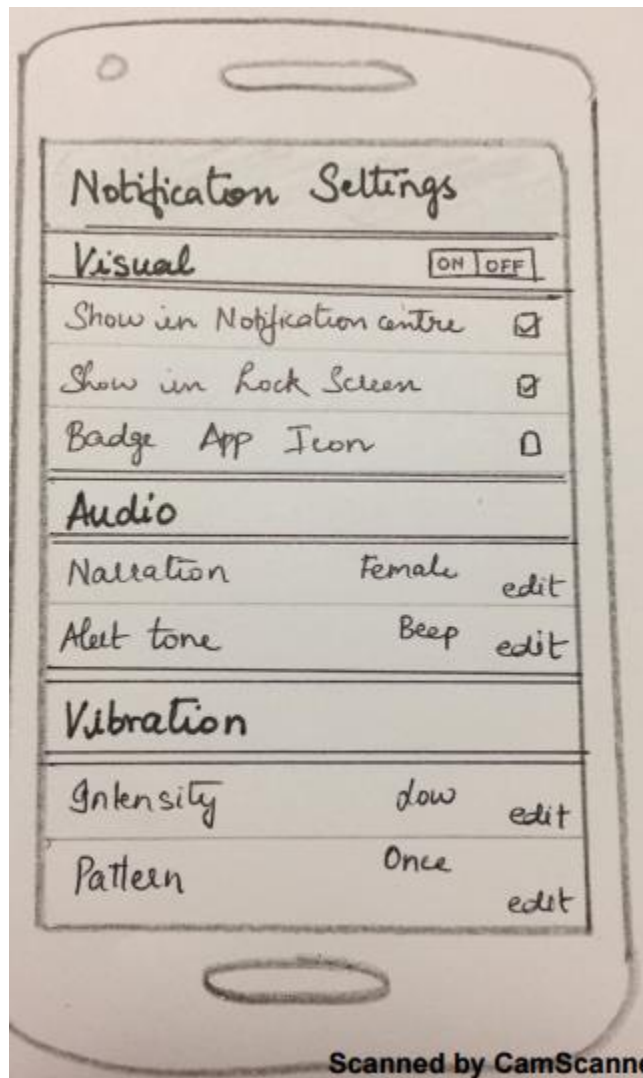 Notification Settings
Visual ON OFF
Show in Notification centre
Show in Lock Screen
Badge App Icon
Audio
Narration Female edit
Alert tone Beep edit
Vibration
Intensity Low edit
Pattern Once edit
Scanned by CamScanne